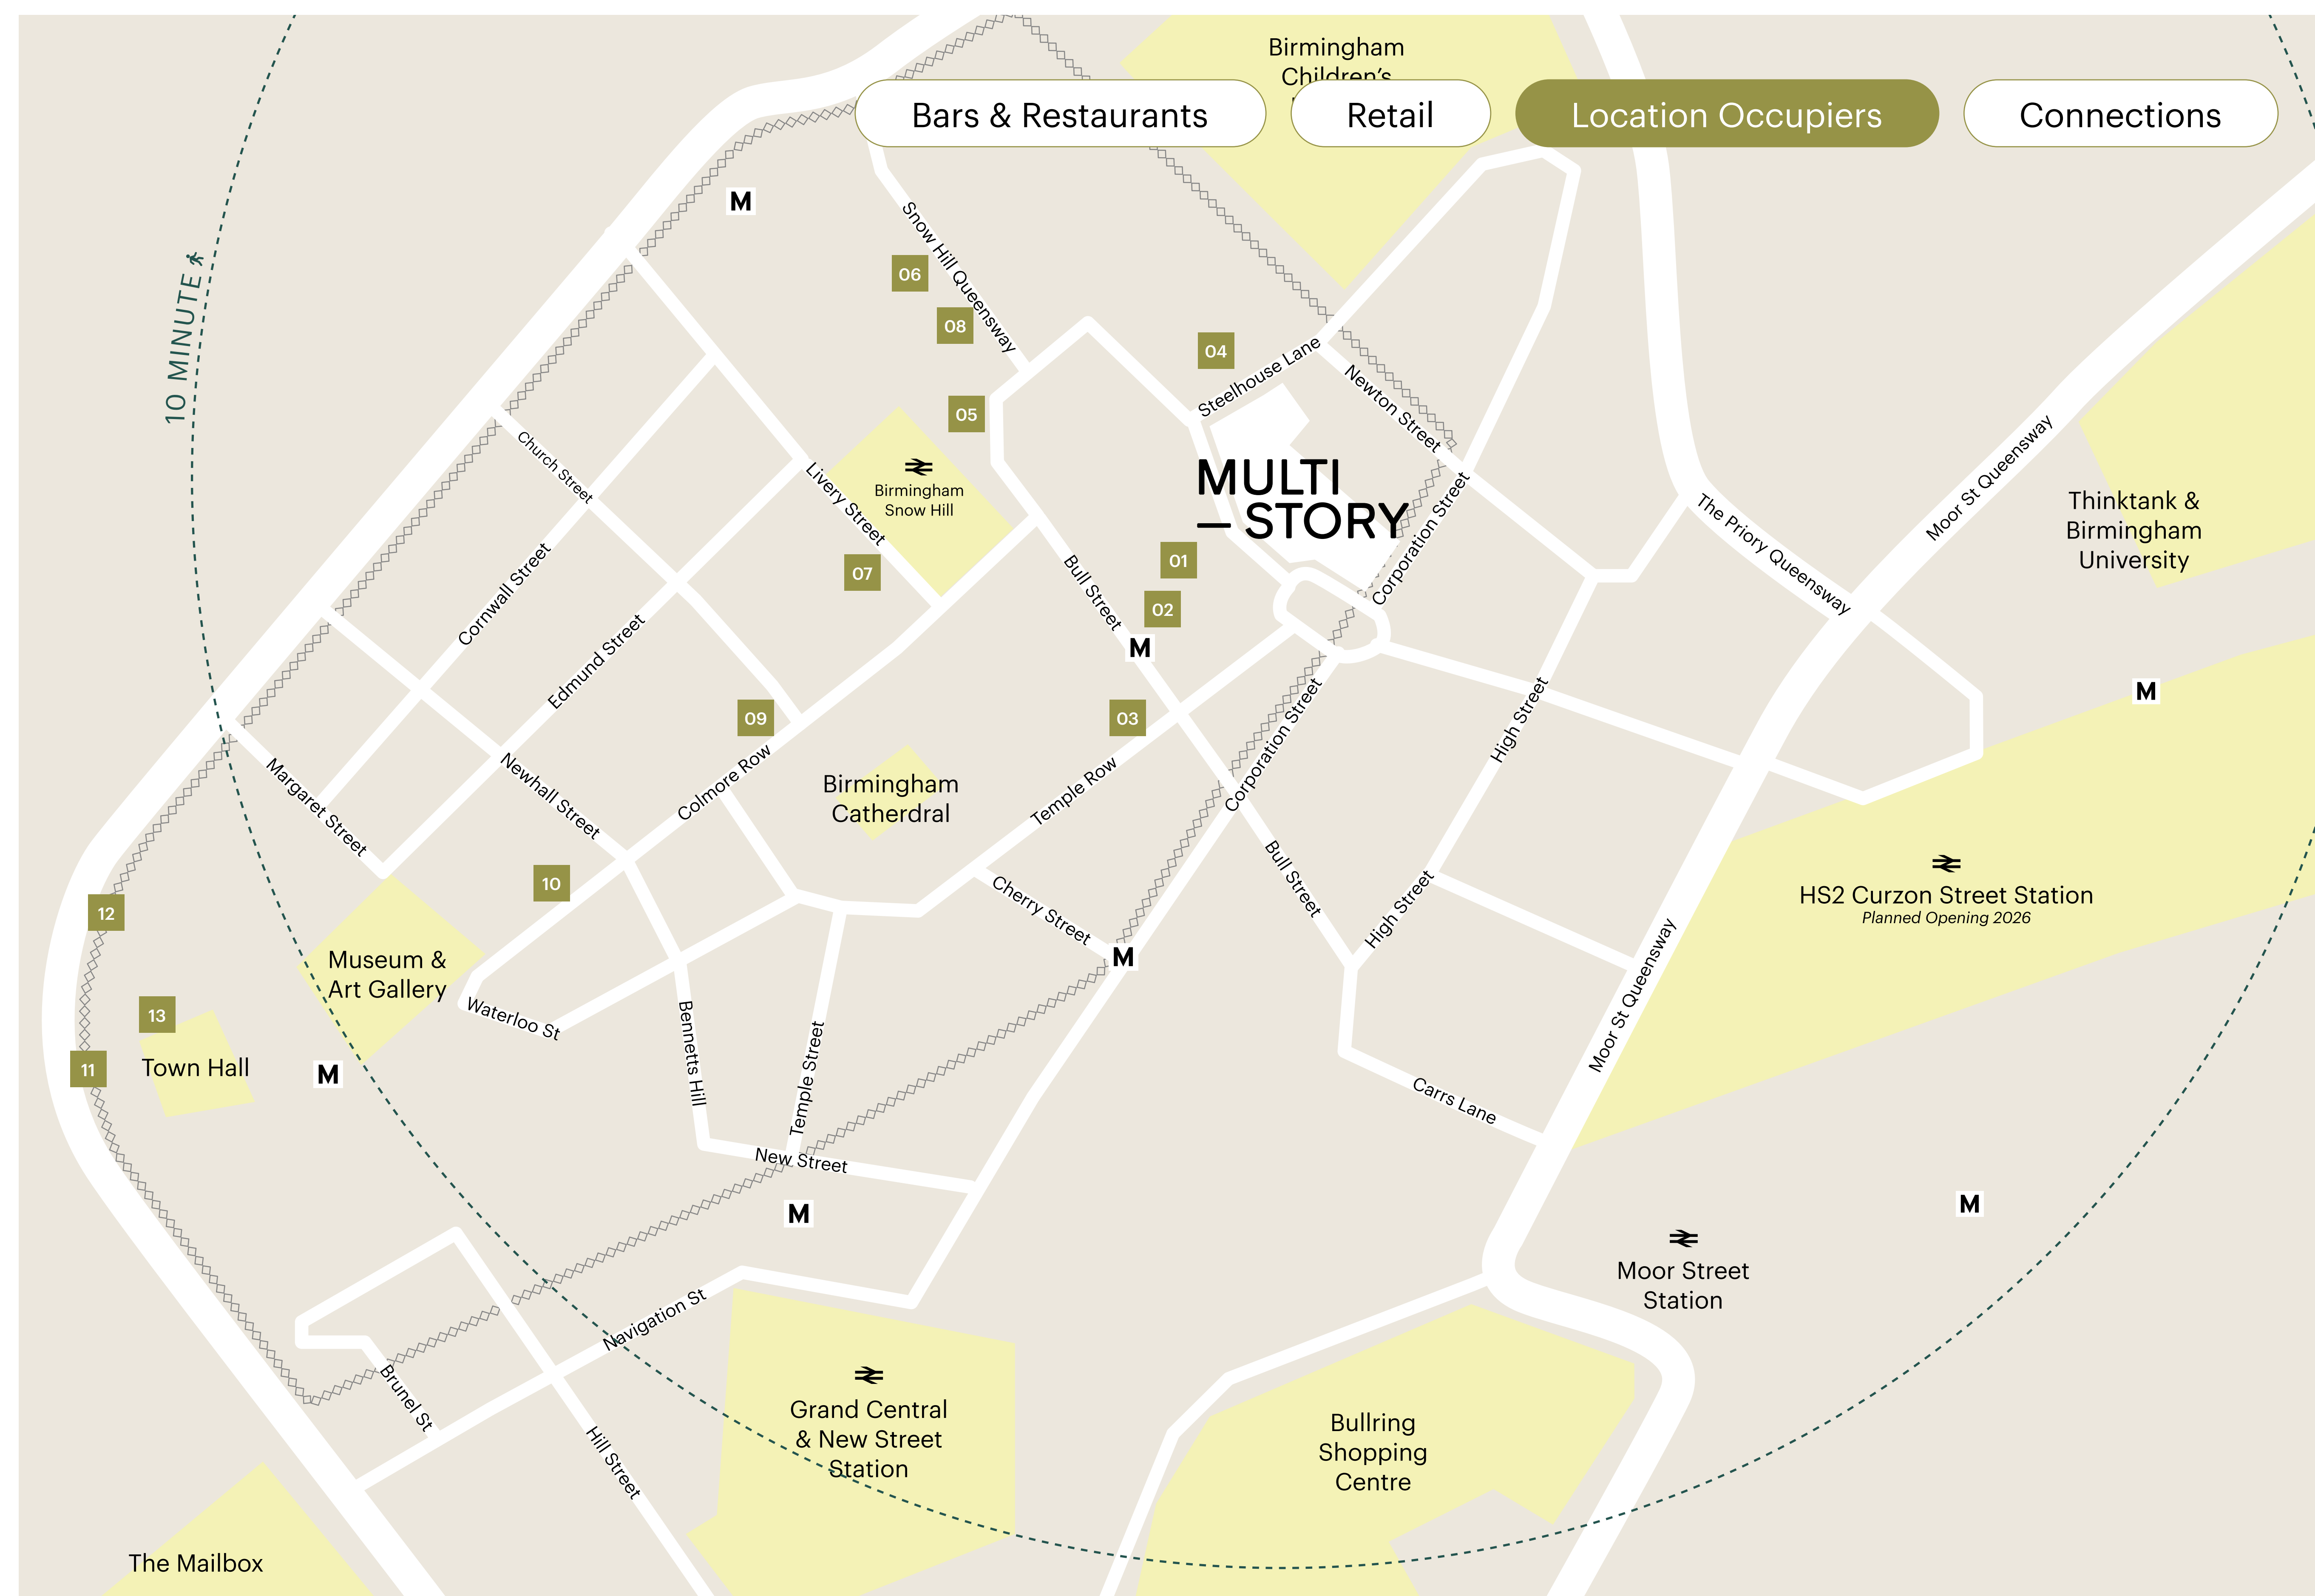 Birmingham
Children's
Bars & Restaurants
Retail
Location Occupiers
Connections
M
Snow Hill Queensway
10 MINUTE
06
08
04
Steelhouse Lane
Newton Street
05
Church Street
Livery Street
Birmingham
Snow Hill
MULTI
— STORY
Corporation Street
The Priory Queensway
Moor St Queensway
Thinktank &
Birmingham
University
Cornwall Street
Edmund Street
07
Bull Street
01
02
M
M
09
03
Colmore Row
Birmingham
Catherdral
Temple Row
Corporation Street
High Street
Margaret Street
Newhall Street
10
Cherry Street
Bull Street
High Street
HS2 Curzon Street Station
Planned Opening 2026
12
Museum &
Art Gallery
M
Moor St Queensway
13
Waterloo St
Bennetts Hill
Temple Street
11
Town Hall
M
Carrs Lane
New Street
M
M
Moor Street
Station
Navigation St
Brunel St
Hill Street
Grand Central
& New Street
Station
Bullring
Shopping
Centre
The Mailbox